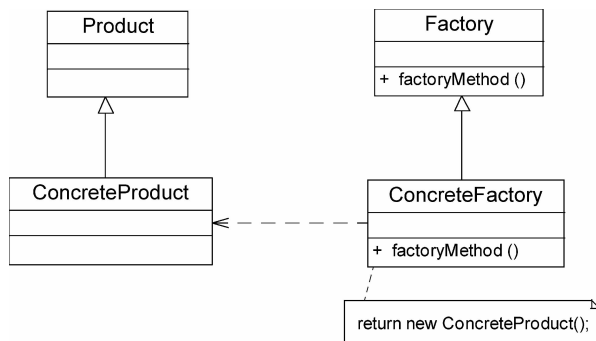 Product
Factory
+ factoryMethod ()
ConcreteProduct
ConcreteFactory
+ factoryMethod ()
return new ConcreteProduct();